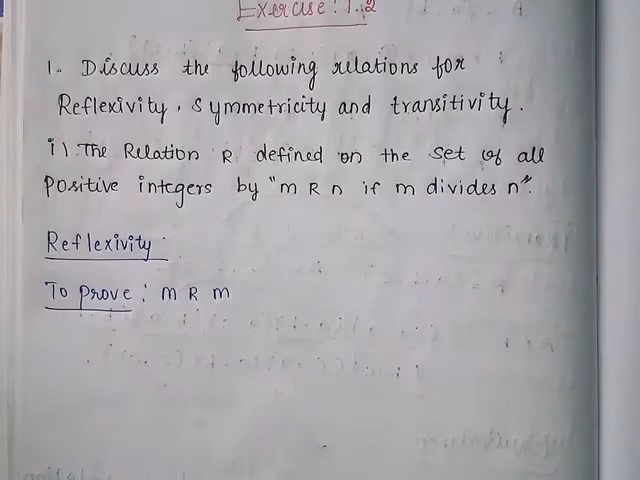 Exercise: 1.2
1. Discuss the following relations for
Reflexivity, Symmetricity and transitivity.
i) The Relation R defined on the set of all
positive integers by "m R n if m divides n".
Reflexivity
To prove: m R m